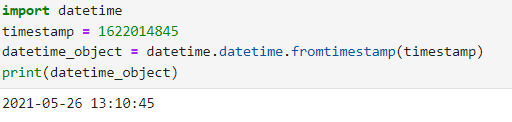 import datetime
timestamp = 1622014845
datetime_object = datetime.datetime.fromtimestamp(timestamp)
print(datetime_object)
2021-05-26 13:10:45